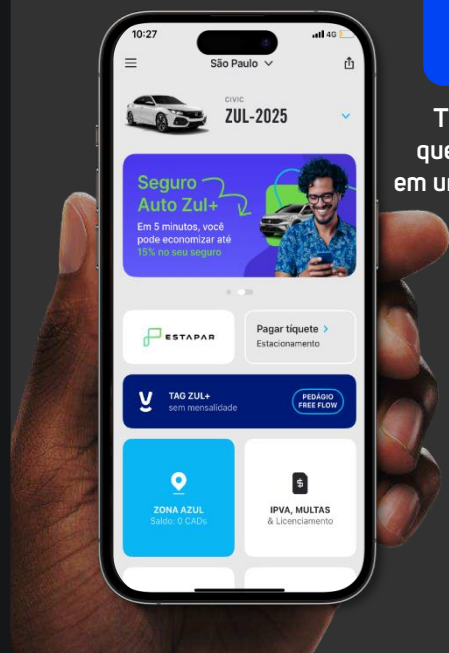 10:27
4G
São Paulo
CIVIC
ZUL-2025
T
que
em u
Seguro
Auto Zul+
Em 5 minutos, você
pode economizar até
15% no seu seguro
ESTAPAR
Pagar tíquete >
Estacionamento
TAG ZUL+
sem mensalidade
PEDÁGIO
FREE FLOW
ZONA AZUL
Saldo: 0 CADs
$
IPVA, MULTAS
& Licenciamento